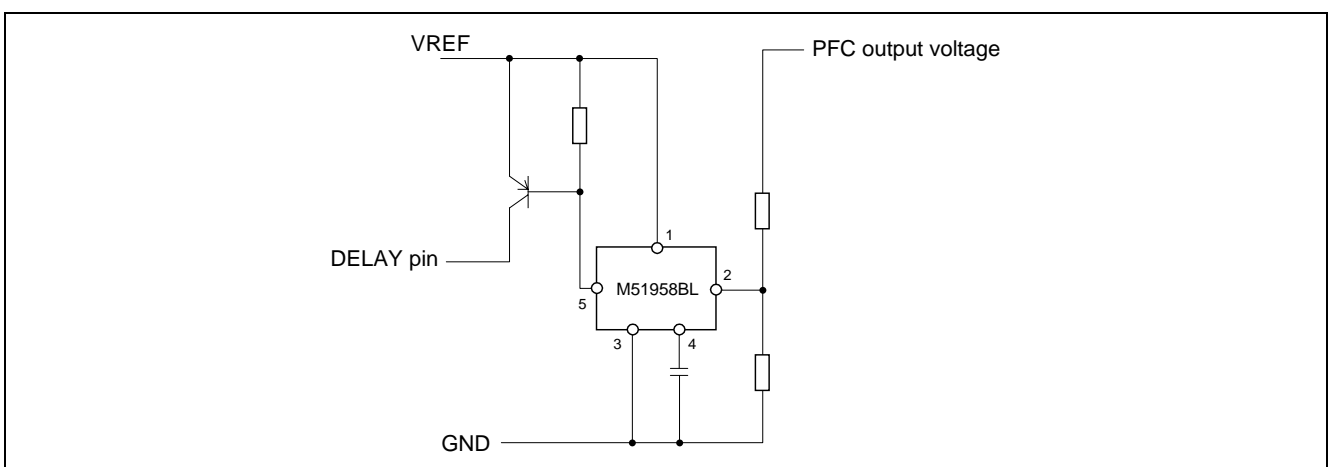 VREF
PFC output voltage
DELAY pin
1
2
M51958BL
5
3
4
GND